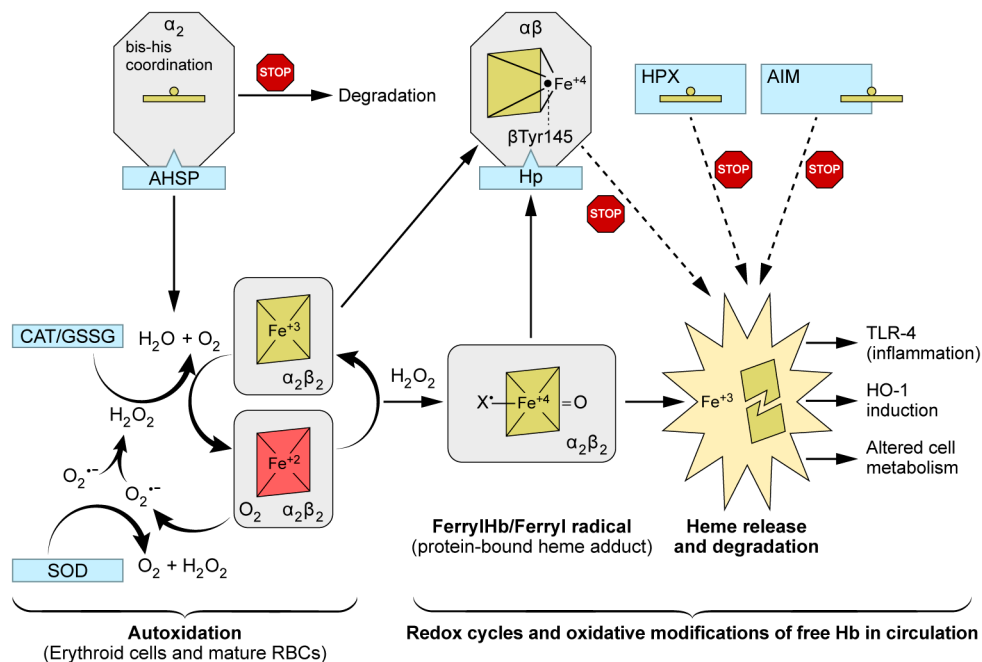 α₂
bis-his
coordination
STOP
Degradation
AHSP
αβ
Fe⁺⁴
βTyr145
Hp
STOP
HPX
AIM
STOP
STOP
CAT/GSSG
H₂O + O₂
H₂O₂
O₂•−
O₂•−
SOD
O₂ + H₂O₂
Fe⁺³
α₂β₂
Fe⁺²
O₂ α₂β₂
H₂O₂
X• Fe⁺⁴ =O
α₂β₂
Fe⁺³
TLR-4
(inflammation)
HO-1
induction
Altered cell
metabolism
FerrylHb/Ferryl radical
(protein-bound heme adduct)
Heme release
and degradation
Autoxidation
(Erythroid cells and mature RBCs)
Redox cycles and oxidative modifications of free Hb in circulation